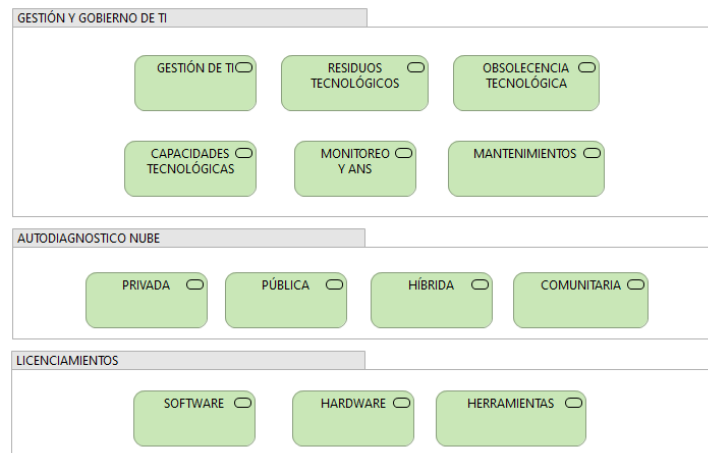 GESTIÓN Y GOBIERNO DE TI
GESTIÓN DE TI
RESIDUOS
TECNOLÓGICOS
OBSOLECENCIA
TECNOLÓGICA
CAPACIDADES
TECNOLÓGICAS
MONITOREO
Y ANS
MANTENIMIENTOS
AUTODIAGNOSTICO NUBE
PRIVADA
PÚBLICA
HÍBRIDA
COMUNITARIA
LICENCIAMIENTOS
SOFTWARE
HARDWARE
HERRAMIENTAS